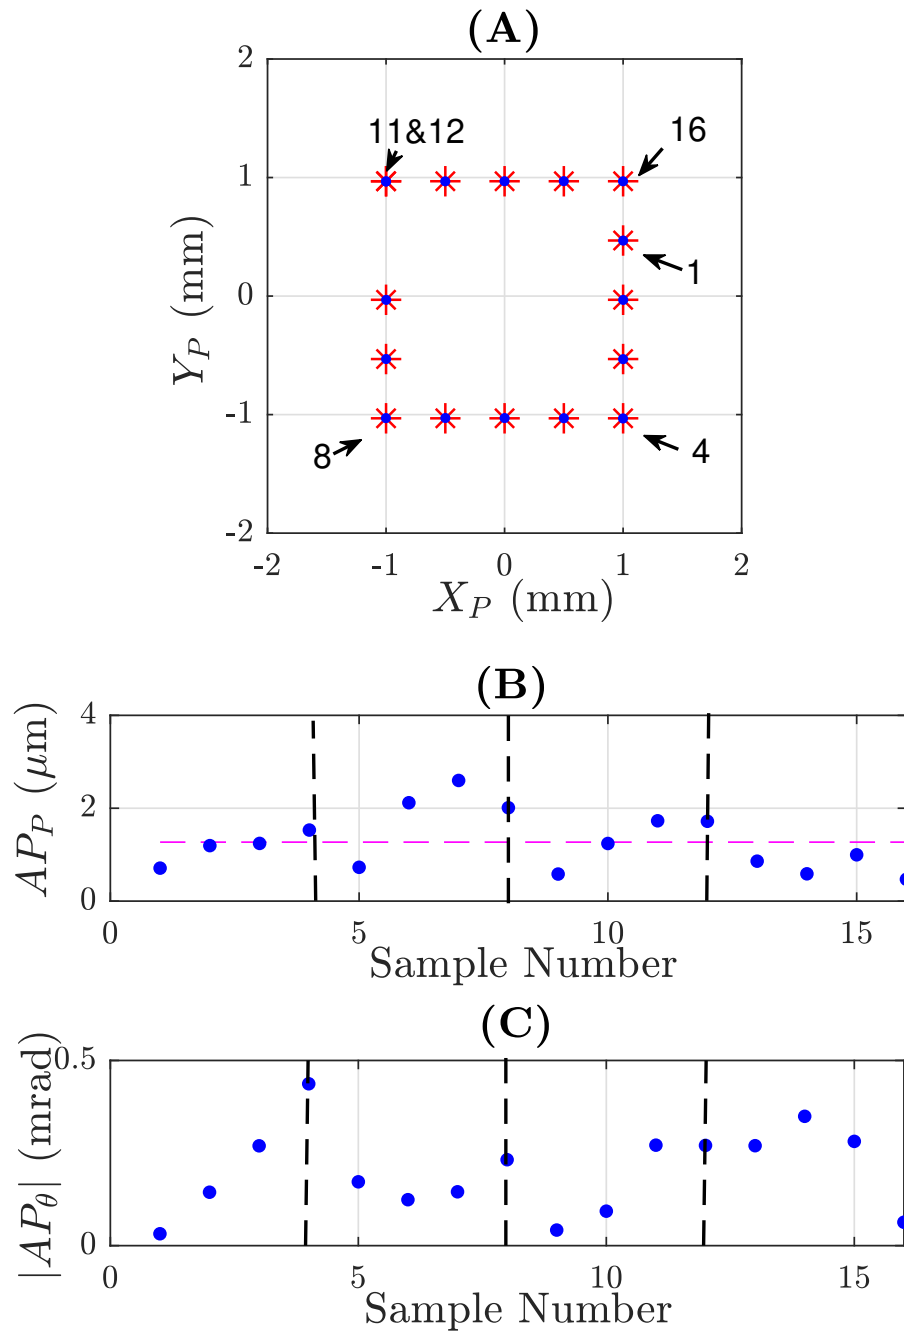 (A)
2
11&12
16
1
1
0
-1
8
4
-2
-2 -1 0 1 2
Y_P (mm)
X_P (mm)
(B)
4
2
0
AP_P (μm)
0 5 10 15
Sample Number
(C)
0.5
0
|AP_θ| (mrad)
0 5 10 15
Sample Number